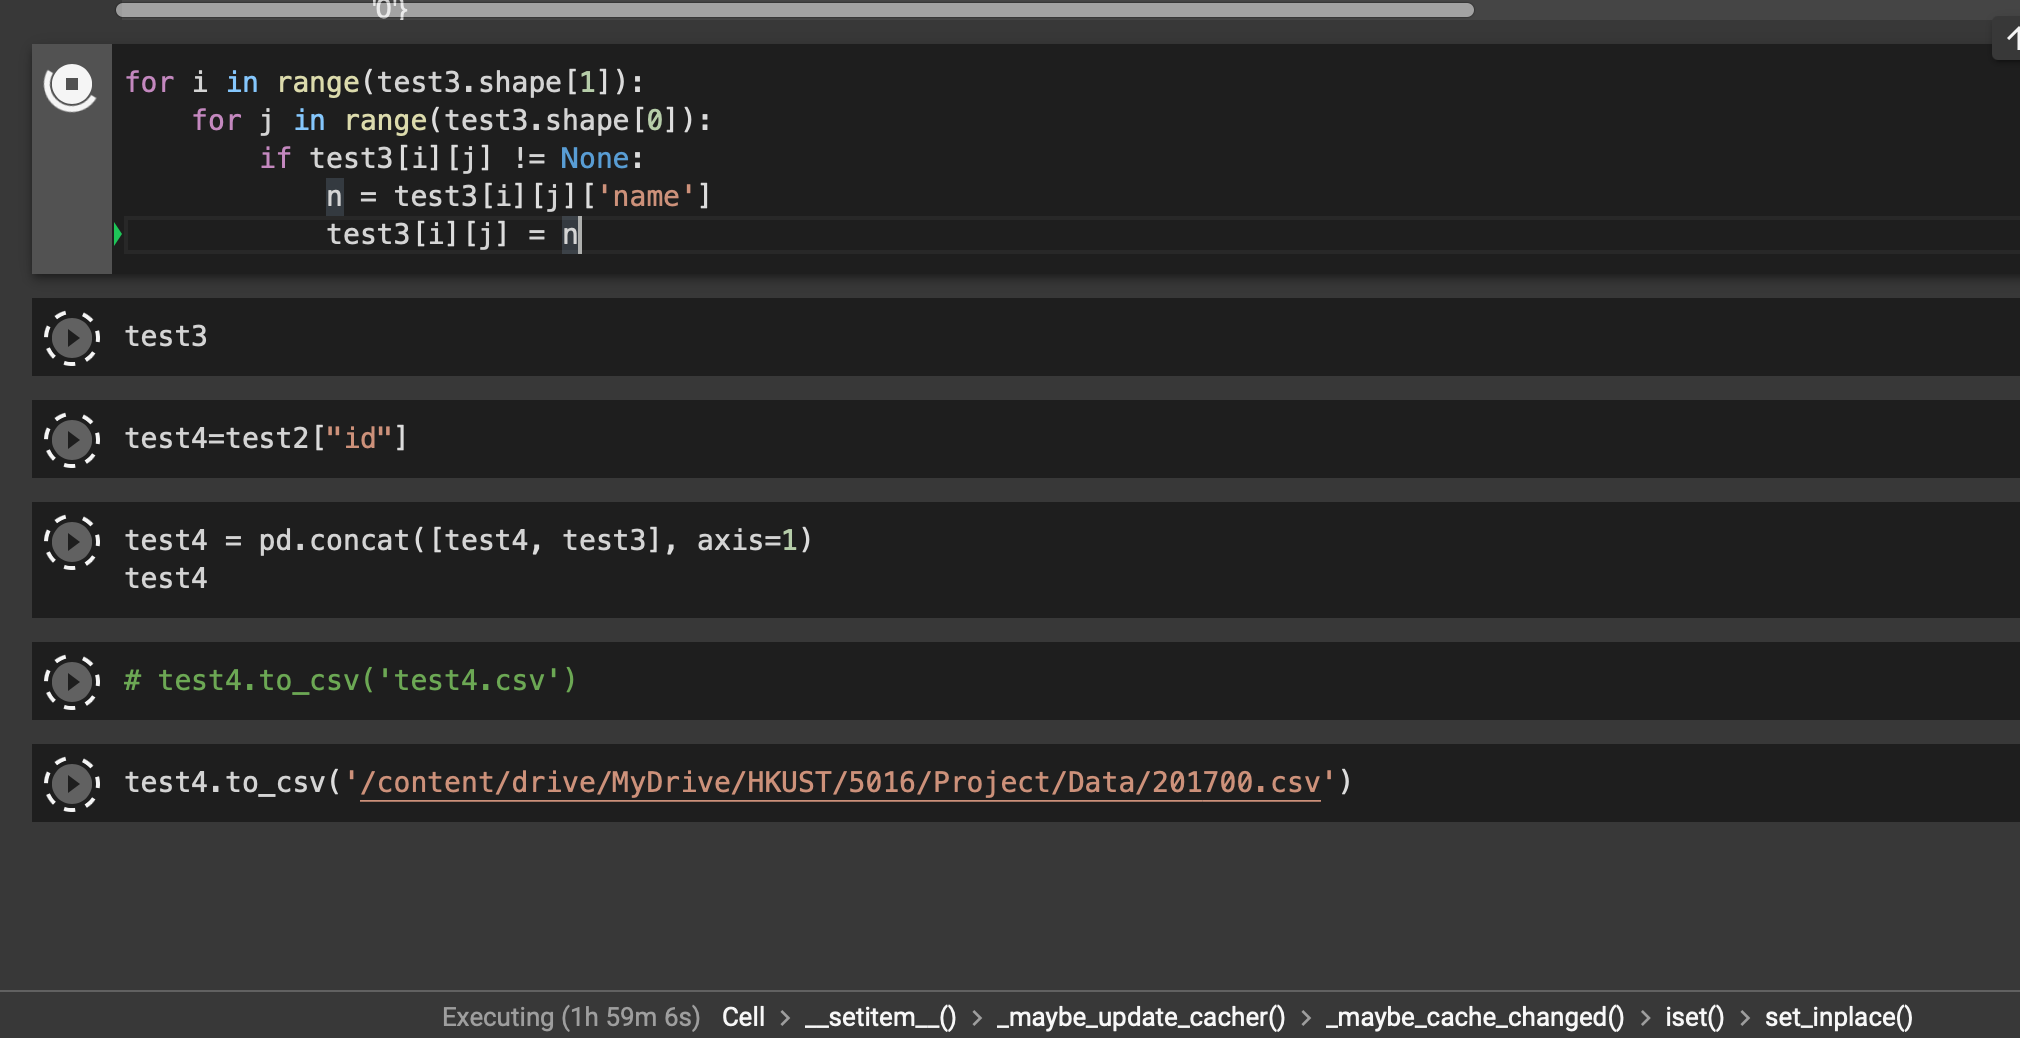 '0'}
for i in range(test3.shape[1]):
    for j in range(test3.shape[0]):
        if test3[i][j] != None:
            n = test3[i][j]['name']
            test3[i][j] = n
test3
test4=test2["id"]
test4 = pd.concat([test4, test3], axis=1)
test4
# test4.to_csv('test4.csv')
test4.to_csv('/content/drive/MyDrive/HKUST/5016/Project/Data/201700.csv')
Executing (1h 59m 6s) Cell > __setitem__() > _maybe_update_cacher() > _maybe_cache_changed() > iset() > set_inplace()